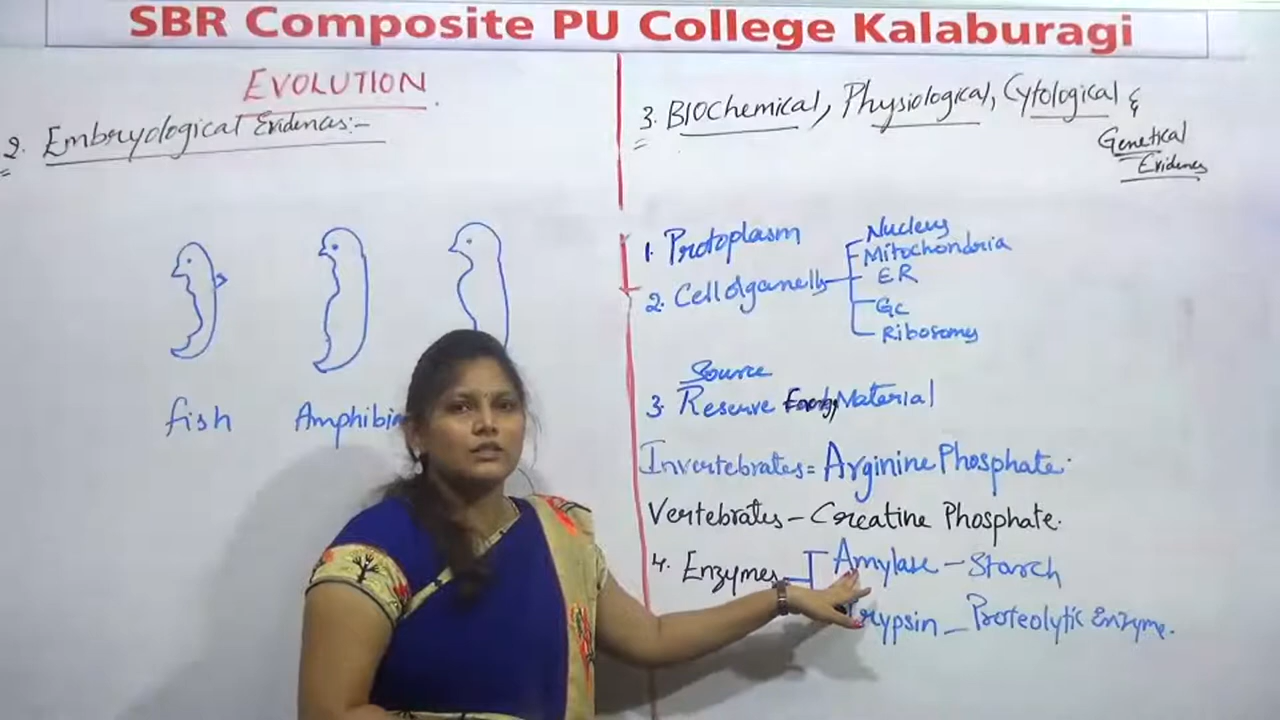 SBR Composite PU College Kalaburagi
EVOLUTION
2. Embryological Evidences:-
fish
Amphibia
3. BIOchemical, Physiological, Cytological &
Genetical
Evidences
1. Protoplasm
2. Cell organells
Nucleus
Mitochondria
ER
GC
Ribosomes
Source
3. Reserve Material
Invertebrates = Arginine Phosphate.
Vertebrates - Creatine Phosphate.
4. Enzymes
Amylase - Starch
Trypsin - Proteolytic Enzyme.